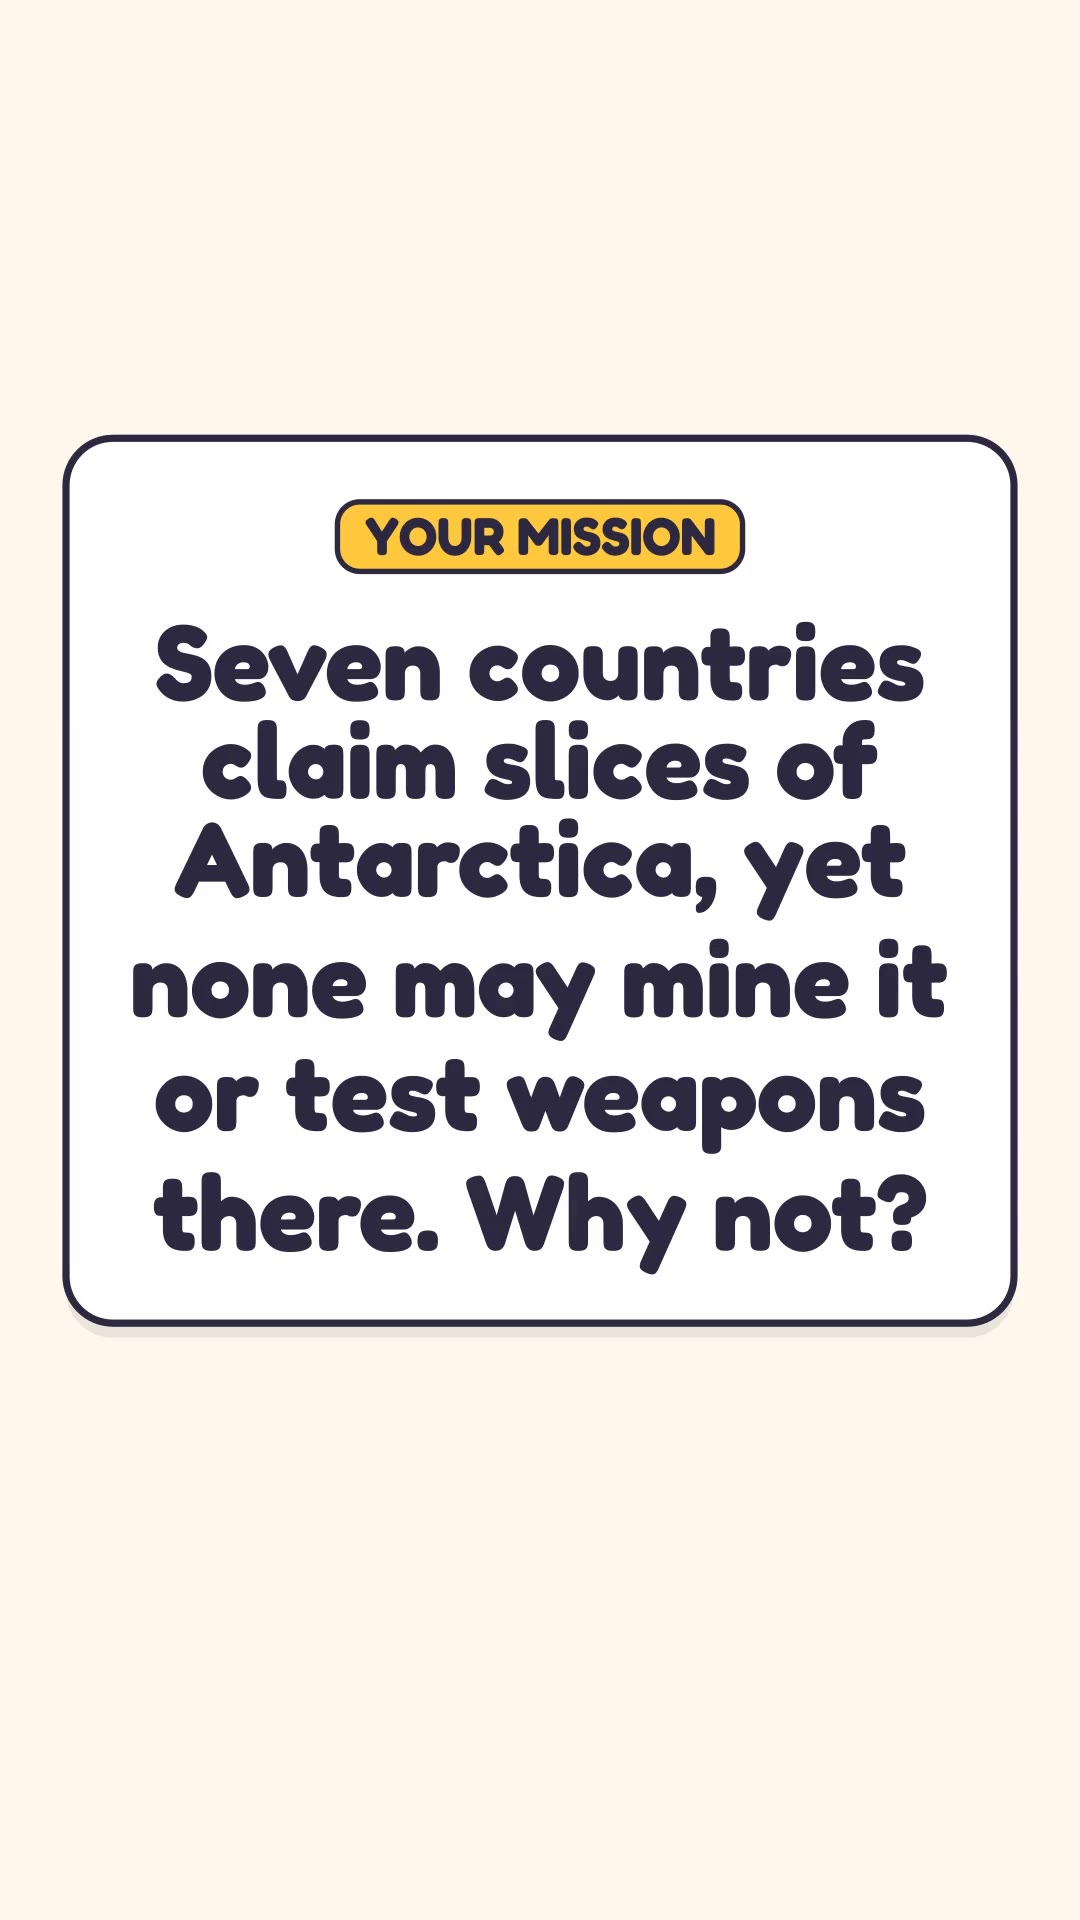 YOUR MISSION
Seven countries
claim slices of
Antarctica, yet
none may mine it
or test weapons
there. Why not?